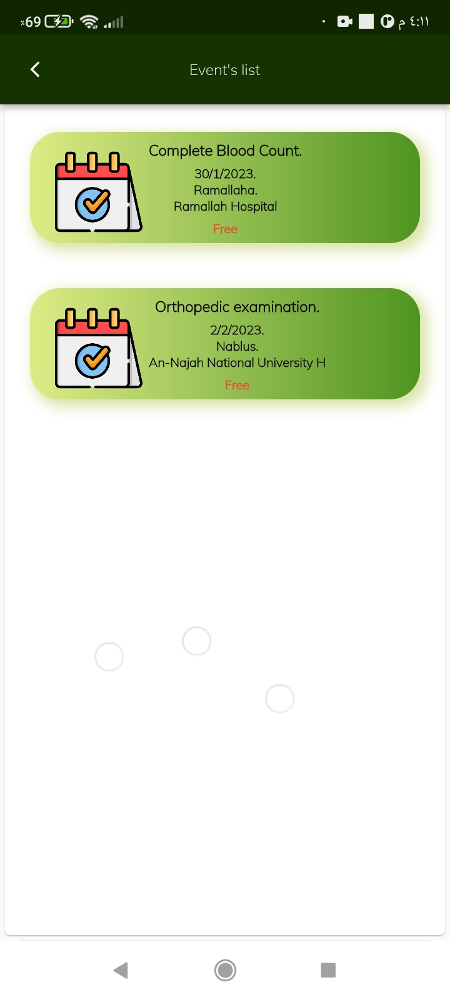 ٪69
٤:١١ م
Event's list
Complete Blood Count.
30/1/2023.
Ramallaha.
Ramallah Hospital
Free
Orthopedic examination.
2/2/2023.
Nablus.
An-Najah National University H
Free